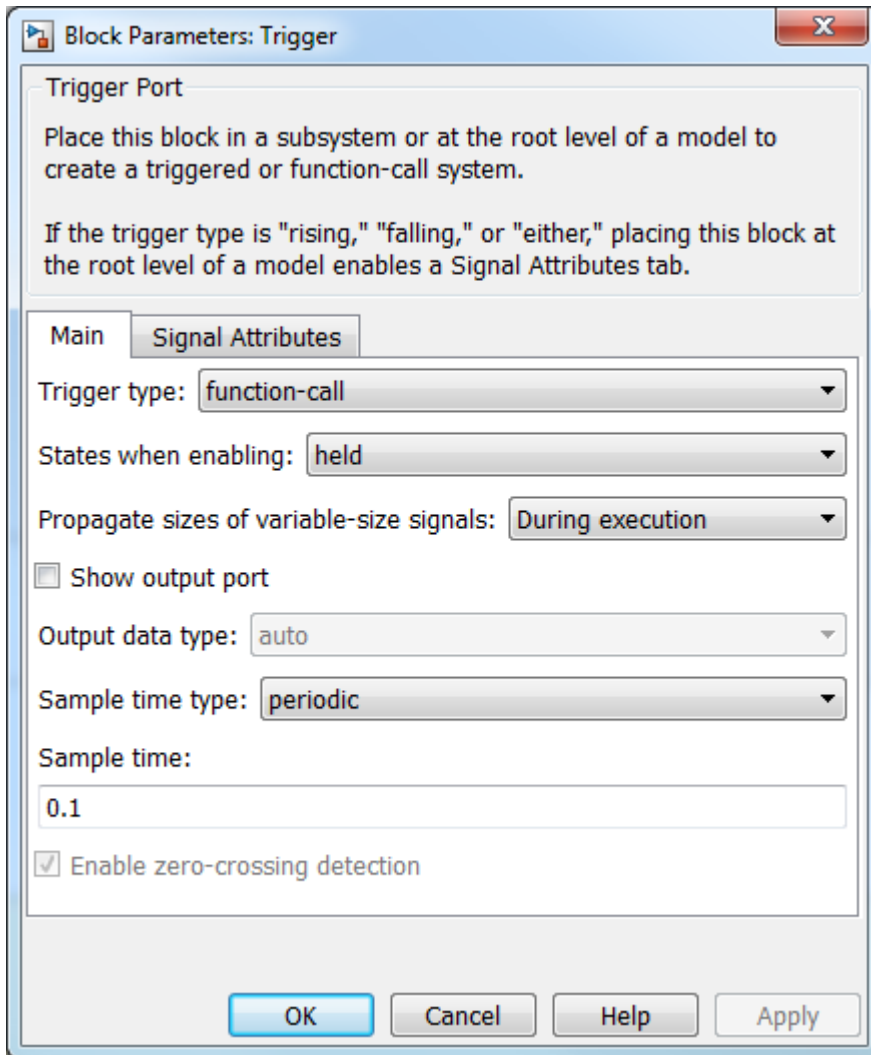 Block Parameters: Trigger
Trigger Port
Place this block in a subsystem or at the root level of a model to
create a triggered or function-call system.
If the trigger type is "rising," "falling," or "either," placing this block at
the root level of a model enables a Signal Attributes tab.
Main Signal Attributes
Trigger type: function-call
States when enabling: held
Propagate sizes of variable-size signals: During execution
Show output port
Output data type: auto
Sample time type: periodic
Sample time:
0.1
Enable zero-crossing detection
OK Cancel Help Apply